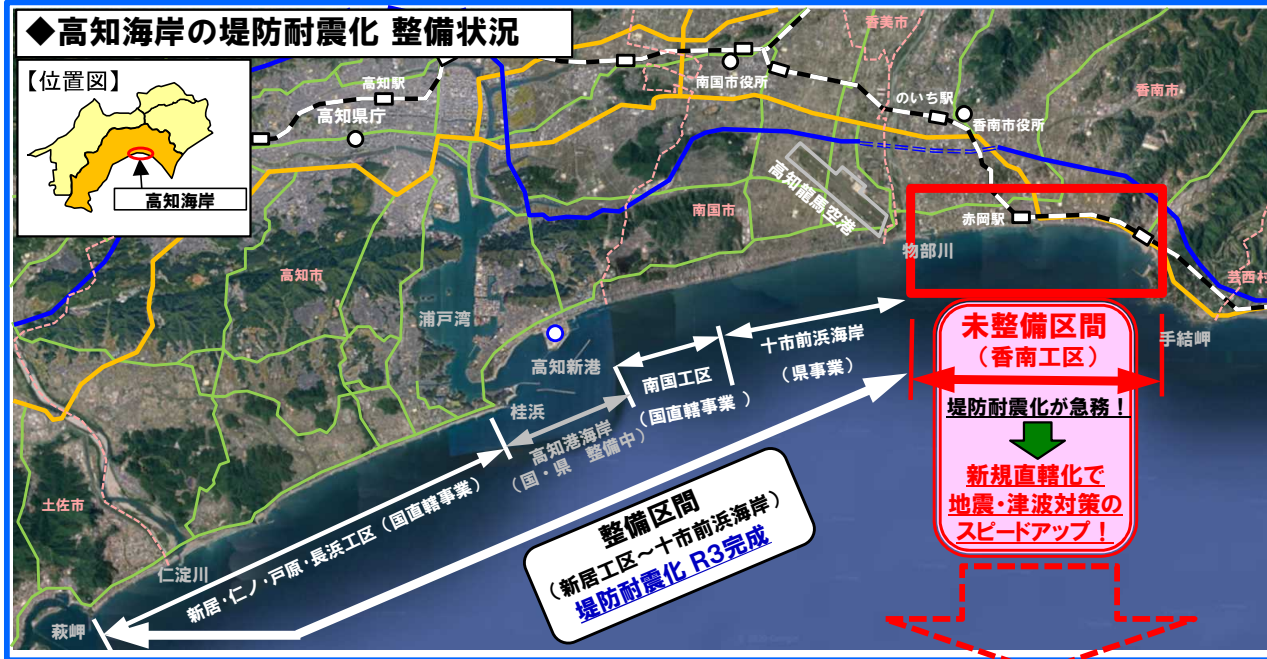 ◆高知海岸の堤防耐震化 整備状況
【位置図】
高知海岸
高知駅
高知県庁
南国市役所
香美市
のいち駅
香南市役所
香南市
高知龍馬空港
南国市
赤岡駅
物部川
芸西村
手結岬
高知市
浦戸湾
高知新港
桂浜
土佐市
仁淀川
萩岬
十市前浜海岸
（県事業）
南国工区
（国直轄事業）
高知港海岸
（国・県 整備中）
新居・仁ノ・戸原・長浜工区（国直轄事業）
整備区間
（新居工区～十市前浜海岸）
堤防耐震化 R3完成
未整備区間
（香南工区）
堤防耐震化が急務！
新規直轄化で
地震・津波対策の
スピードアップ！